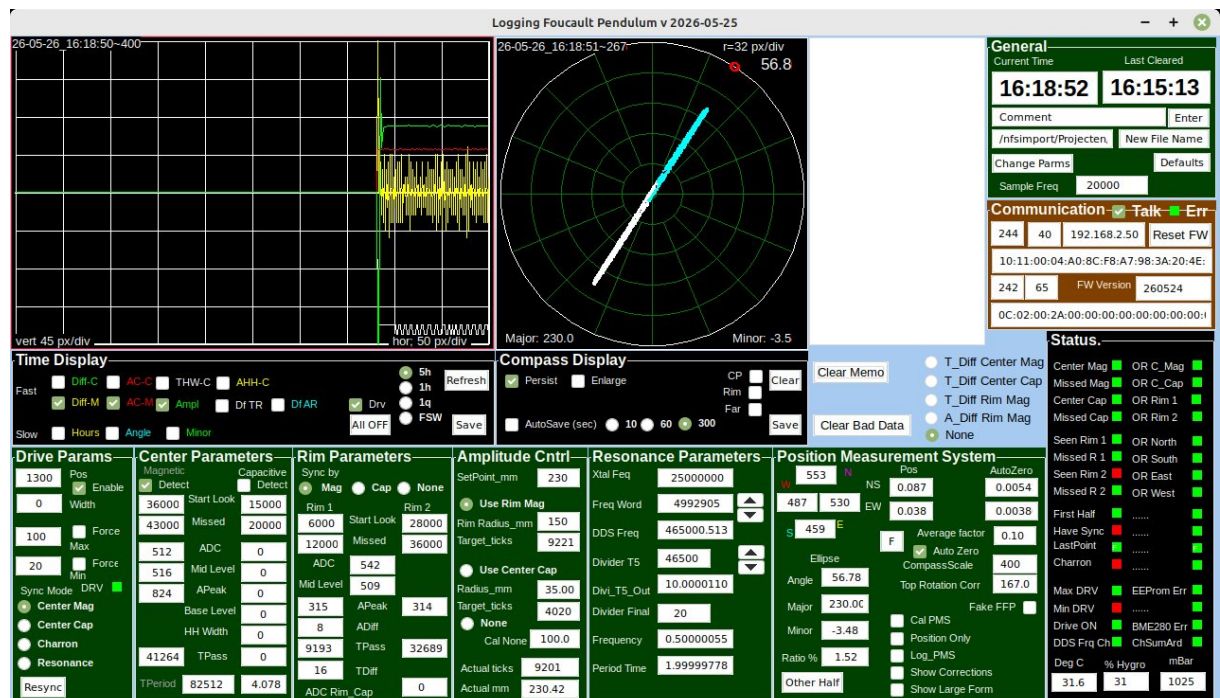 Logging Foucault Pendulum v 2026-05-25
26-05-26_16:18:50~400
vert 45 px/div
hor; 50 px/div
26-05-26_16:18:51~267
r=32 px/div
56.8
Major: 230.0
Minor: -3.5
General
Current Time
Last Cleared
16:18:52
16:15:13
Comment
Enter
/nfsimport/Projecten,
New File Name
Change Parms
Defaults
Sample Freq
20000
Communication
Talk
Err
244
40
192.168.2.50
Reset FW
10:11:00:04:A0:8C:F8:A7:98:3A:20:4E:
242
65
FW Version
260524
0C:02:00:2A:00:00:00:00:00:00:00:
Time Display
Fast
Diff-C
AC-C
THW-C
AHH-C
5h
Refresh
1h
Diff-M
AC-M
Ampl
Df TR
Df AR
Drv
1q
All OFF
FSW
Save
Slow
Hours
Angle
Minor
Compass Display
Persist
Enlarge
CP
Clear
Rim
Far
AutoSave (sec)
10
60
300
Save
Clear Memo
Clear Bad Data
T_Diff Center Mag
T_Diff Center Cap
T_Diff Rim Mag
A_Diff Rim Mag
None
Status.
Center Mag
OR C_Mag
Missed Mag
OR C_Cap
Center Cap
OR Rim 1
Missed Cap
OR Rim 2
Seen Rim 1
OR North
Missed R 1
OR South
Seen Rim 2
OR East
Missed R 2
OR West
First Half
......
Have Sync
......
LastPoint
......
Charron
......
Max DRV
EEProm Err
Min DRV
......
Drive ON
BME280 Err
DDS Frq Ch
ChSumArd
Deg C
% Hygro
mBar
31.6
31
1025
Drive Params
1300
Pos
Enable
0
Width
100
Force
Max
20
Force
Min
Sync Mode
DRV
Center Mag
Center Cap
Charron
Resonance
Resync
Center Parameters
Magnetic
Capacitive
Detect
Detect
36000
Start Look
15000
43000
Missed
20000
512
ADC
0
516
Mid Level
0
824
APeak
0
Base Level
0
HH Width
0
41264
TPass
0
TPeriod
82512
4.078
Rim Parameters
Sync by
Mag
Cap
None
Rim 1
Rim 2
6000
Start Look
28000
12000
Missed
36000
ADC
542
Mid Level
509
315
APeak
314
8
ADiff
9193
TPass
32689
16
TDiff
ADC Rim_Cap
0
Amplitude Cntrl
SetPoint_mm
230
Use Rim Mag
Rim Radius_mm
150
Target_ticks
9221
Use Center Cap
Radius_mm
35.00
Target_ticks
4020
None
Cal None
100.0
Actual ticks
9201
Actual mm
230.42
Resonance Parameters
Xtal Feq
25000000
Freq Word
4992905
DDS Freq
465000.513
Divider T5
46500
Divi_T5_Out
10.0000110
Divider Final
20
Frequency
0.50000055
Period Time
1.99999778
Position Measurement System
W
553
N
Pos
AutoZero
NS
0.087
0.0054
487
530
EW
0.038
0.0038
S
459
E
F
Average factor
0.10
Auto Zero
Ellipse
CompassScale
400
Angle
56.78
Top Rotation Corr
167.0
Major
230.00
Fake FFP
Minor
-3.48
Cal PMS
Position Only
Ratio %
1.52
Log_PMS
Show Corrections
Other Half
Show Large Form